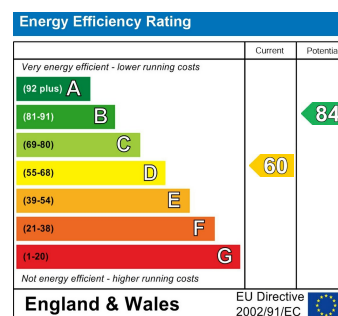 Energy Efficiency Rating
Current Potentia
Very energy efficient - lower running costs
(92 plus) A
(81-91) B
84
(69-80) C
(55-68) D
60
(39-54) E
(21-38) F
(1-20) G
Not energy efficient - higher running costs
England & Wales
EU Directive
2002/91/EC